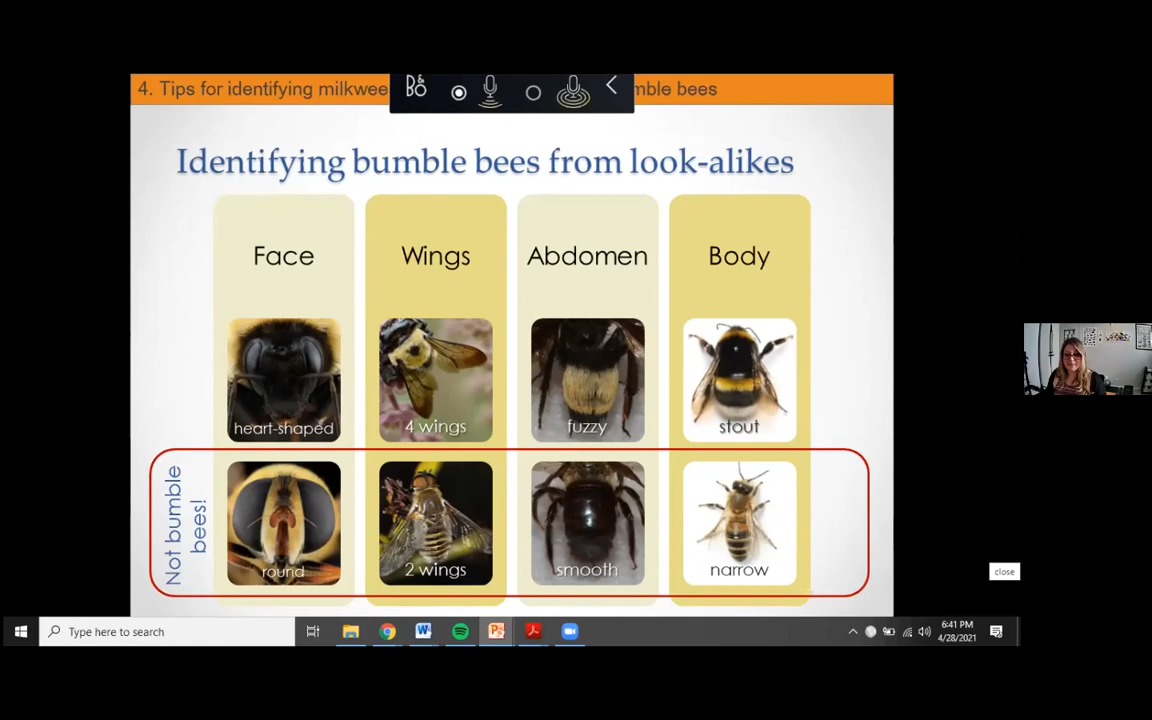 4. Tips for identifying milkwee
mble bees
B&O
Identifying bumble bees from look-alikes
Face
Wings
Abdomen
Body
heart-shaped
4 wings
fuzzy
stout
Not bumble
bees!
round
2 wings
smooth
narrow
close
Type here to search
6:41 PM
4/28/2021